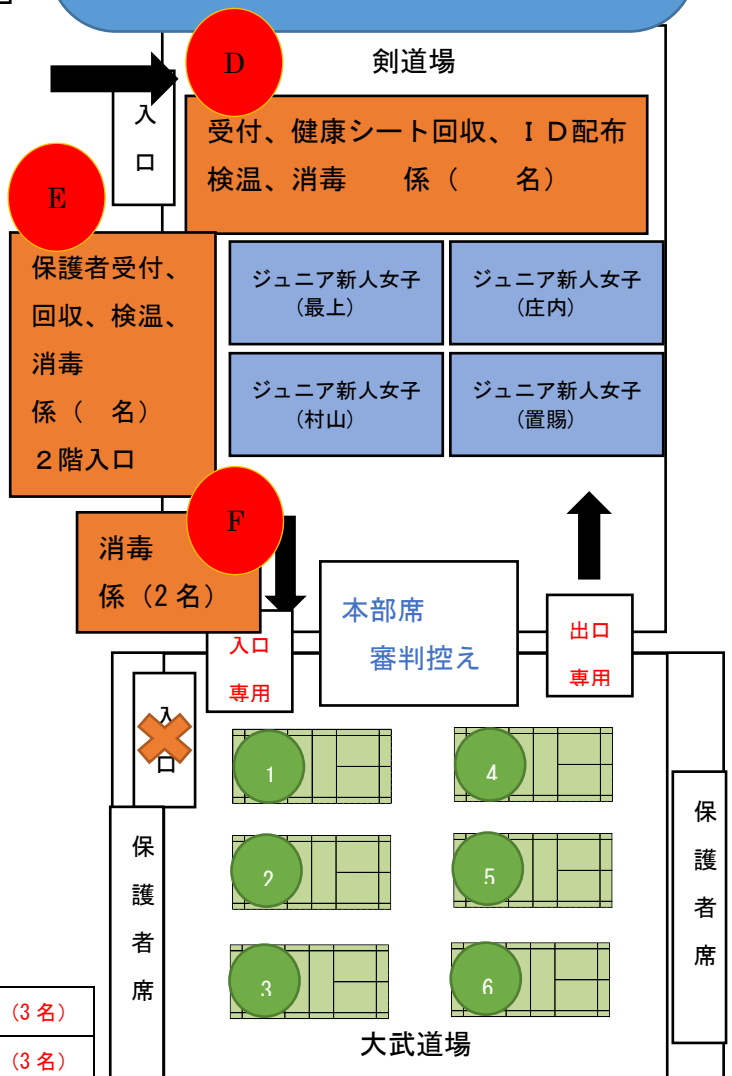 剣道場
D
入
口
受付、健康シート回収、ＩＤ配布
検温、消毒　　係（　　名）
E
保護者受付、
回収、検温、
消毒
係（　名）
２階入口
ジュニア新人女子
(最上)
ジュニア新人女子
(庄内)
ジュニア新人女子
(村山)
ジュニア新人女子
(置賜)
F
消毒
係（2名）
入口
専用
本部席
審判控え
出口
専用
入
口
1
4
2
5
3
6
保
護
者
席
保
護
者
席
大武道場
（3名）
（3名）